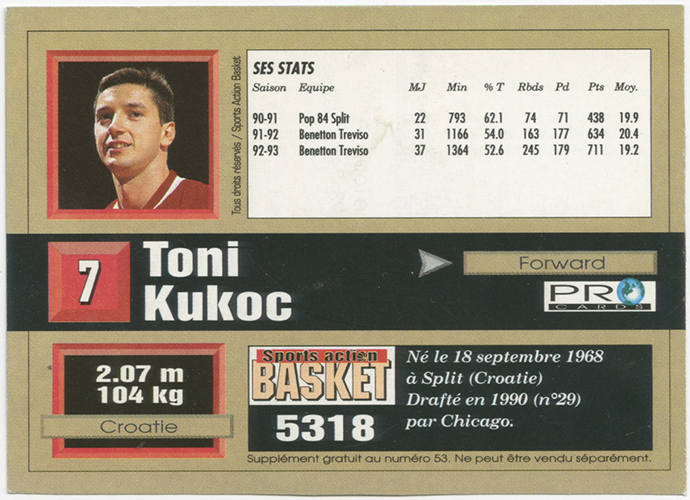 Tous droits réservés / Sports Action Basket
SES STATS
Saison Equipe MJ Min % T Rbds Pd Pts Moy.
90-91 Pop 84 Split 22 793 62.1 74 71 438 19.9
91-92 Benetton Treviso 31 1166 54.0 163 177 634 20.4
92-93 Benetton Treviso 37 1364 52.6 245 179 711 19.2
7
Toni
Kukoc
Forward
PRO
CARDS
2.07 m
104 kg
Croatie
Sports action
BASKET
5318
Né le 18 septembre 1968
à Split (Croatie)
Drafté en 1990 (n°29)
par Chicago.
Supplément gratuit au numéro 53. Ne peut être vendu séparément.